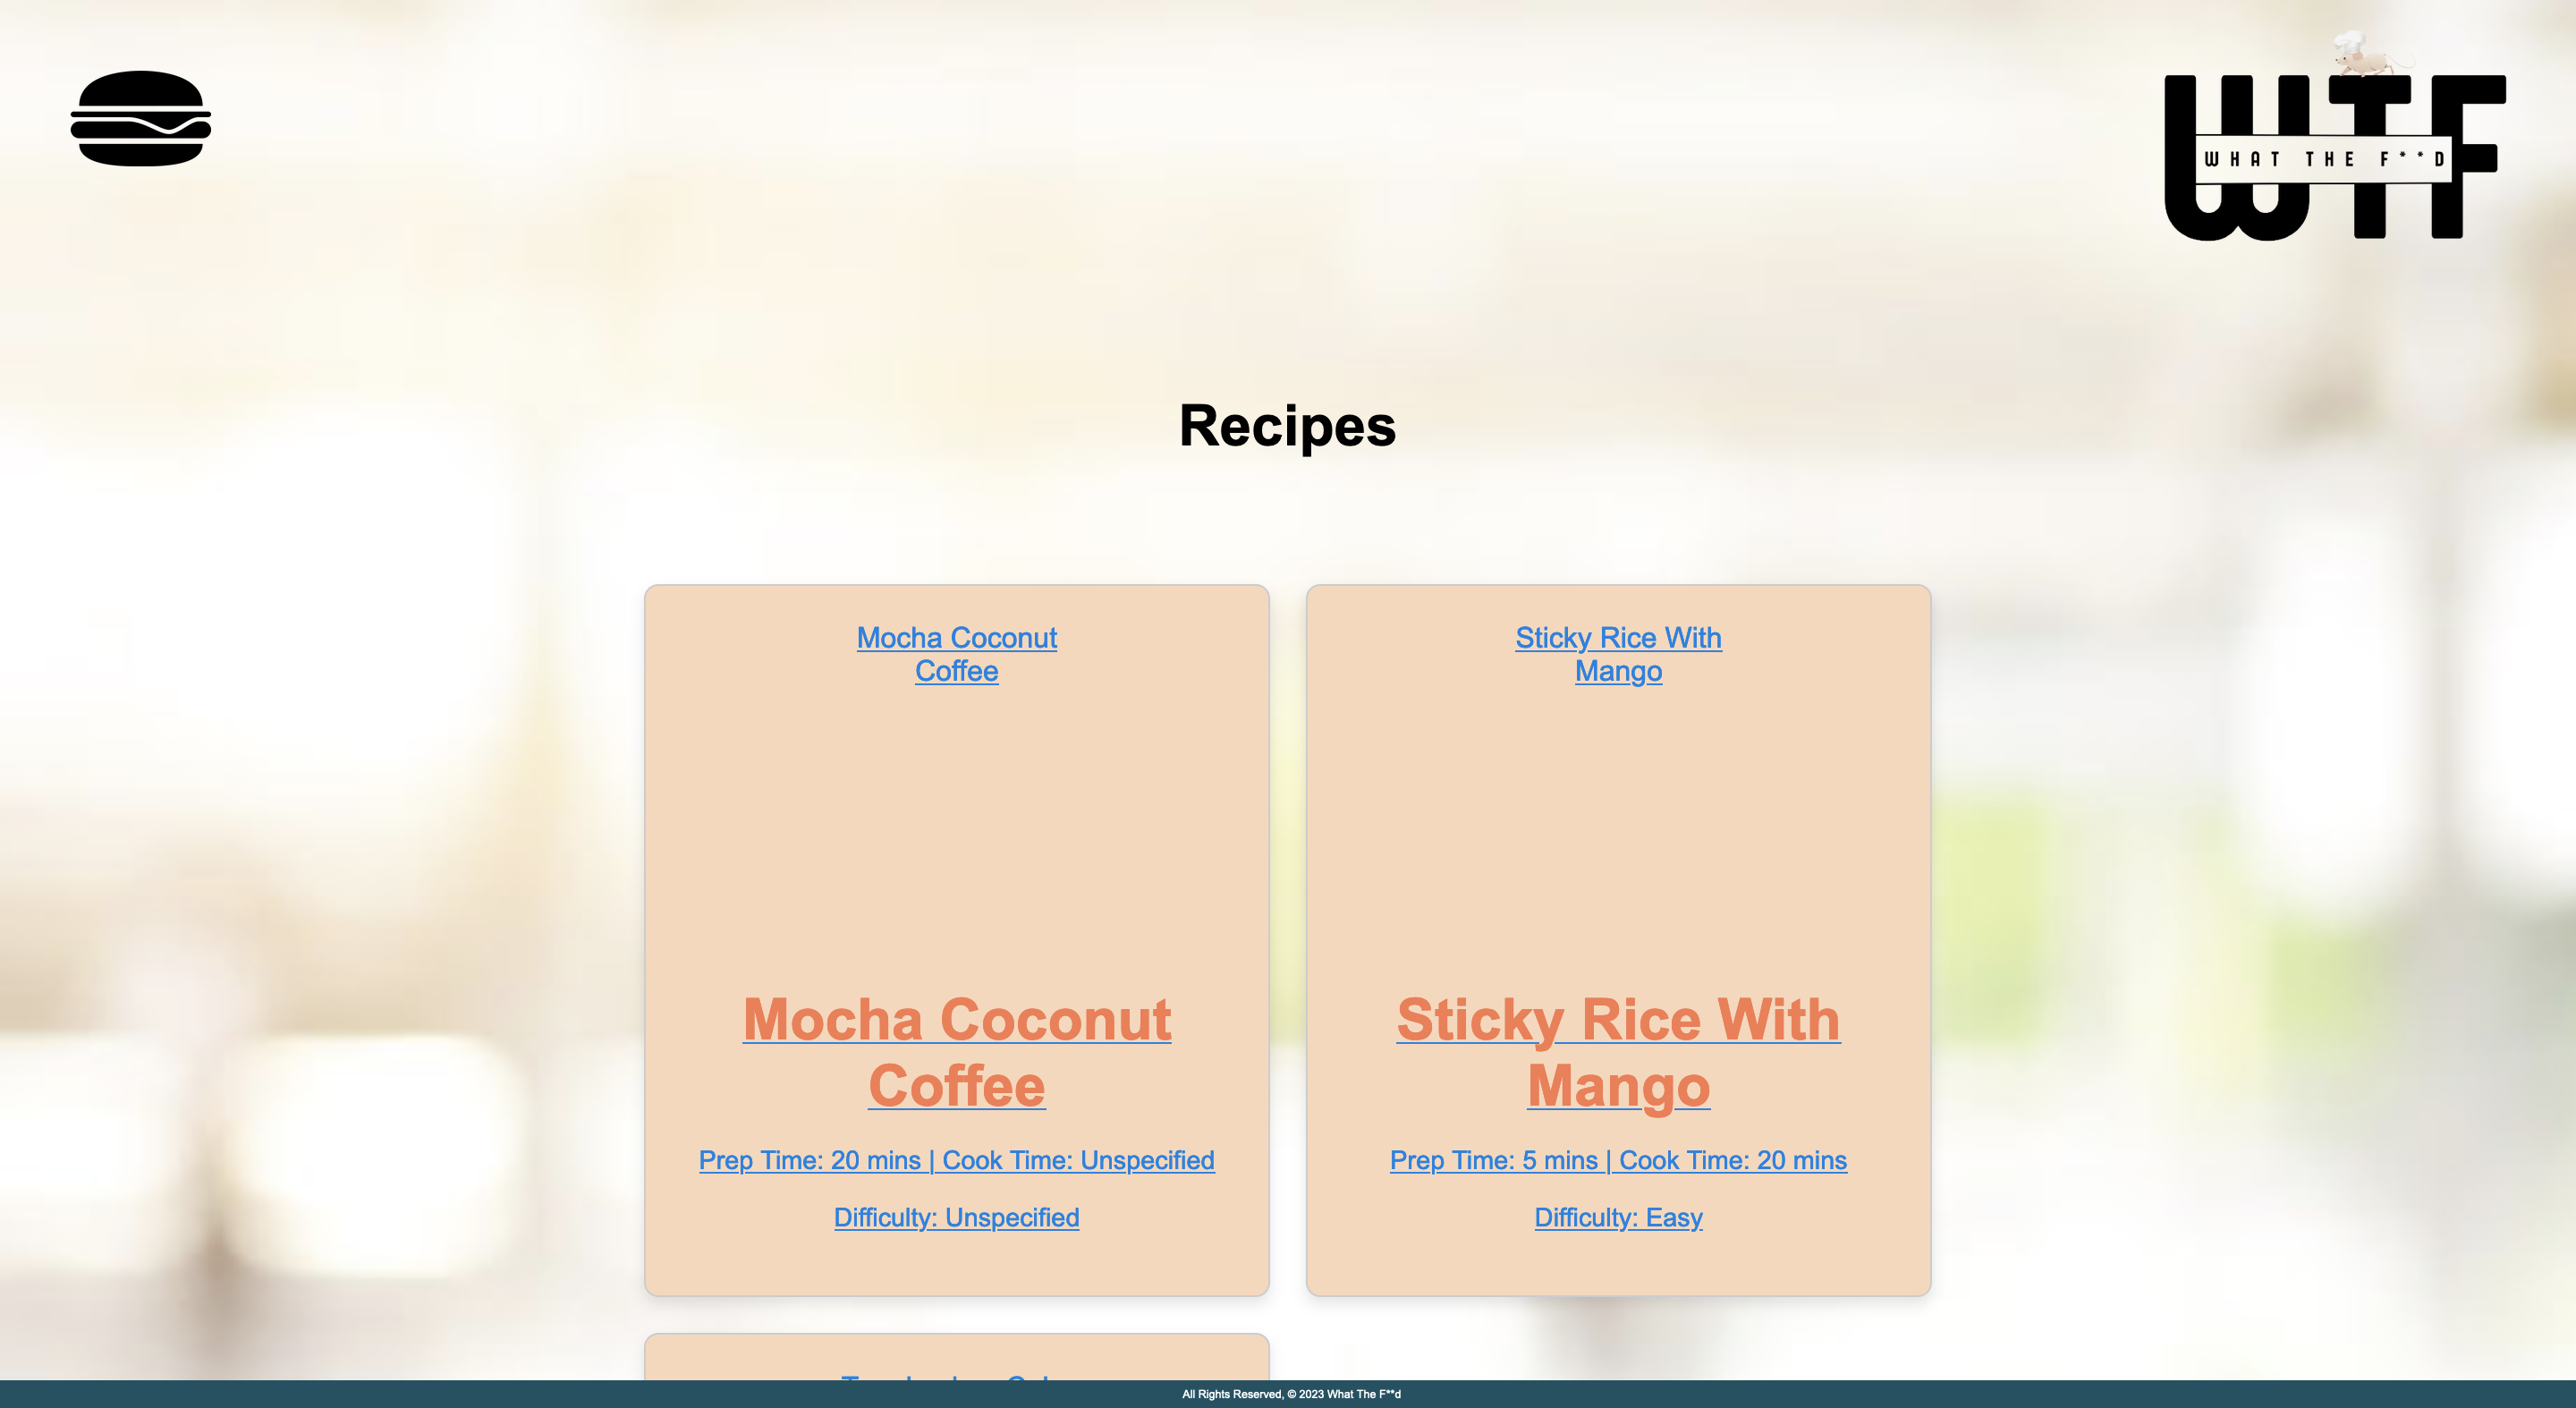 WTF
WHAT THE F**D
Recipes
Mocha Coconut
Coffee
Sticky Rice With
Mango
Mocha Coconut
Coffee
Sticky Rice With
Mango
Prep Time: 20 mins | Cook Time: Unspecified
Prep Time: 5 mins | Cook Time: 20 mins
Difficulty: Unspecified
Difficulty: Easy
All Rights Reserved, © 2023 What The F**d